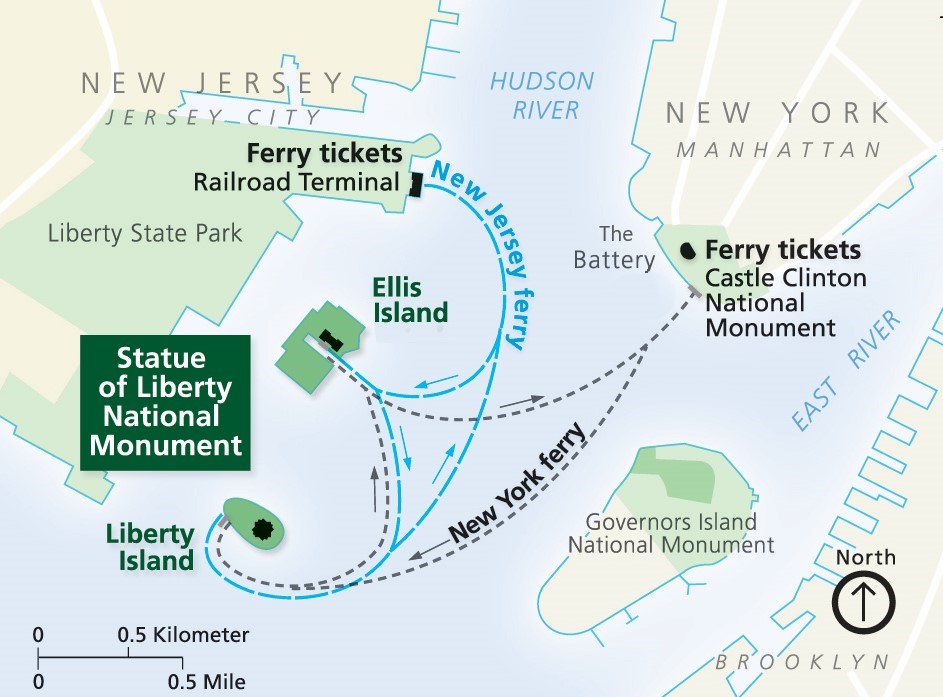 NEW JERSEY
JERSEY CITY
HUDSON
RIVER
NEW YORK
MANHATTAN
Ferry tickets
Railroad Terminal
New Jersey ferry
Liberty State Park
The
Battery
Ferry tickets
Castle Clinton
National
Monument
Ellis
Island
EAST RIVER
Statue
of Liberty
National
Monument
New York ferry
Liberty
Island
Governors Island
National Monument
North
0 0.5 Kilometer
0 0.5 Mile
BROOKLYN